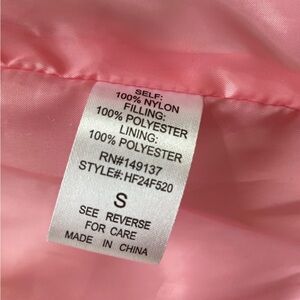 SELF:
100% NYLON
FILLING:
100% POLYESTER
LINING:
100% POLYESTER
RN#149137
STYLE#:HF24F520
S
SEE REVERSE
FOR CARE
MADE IN CHINA